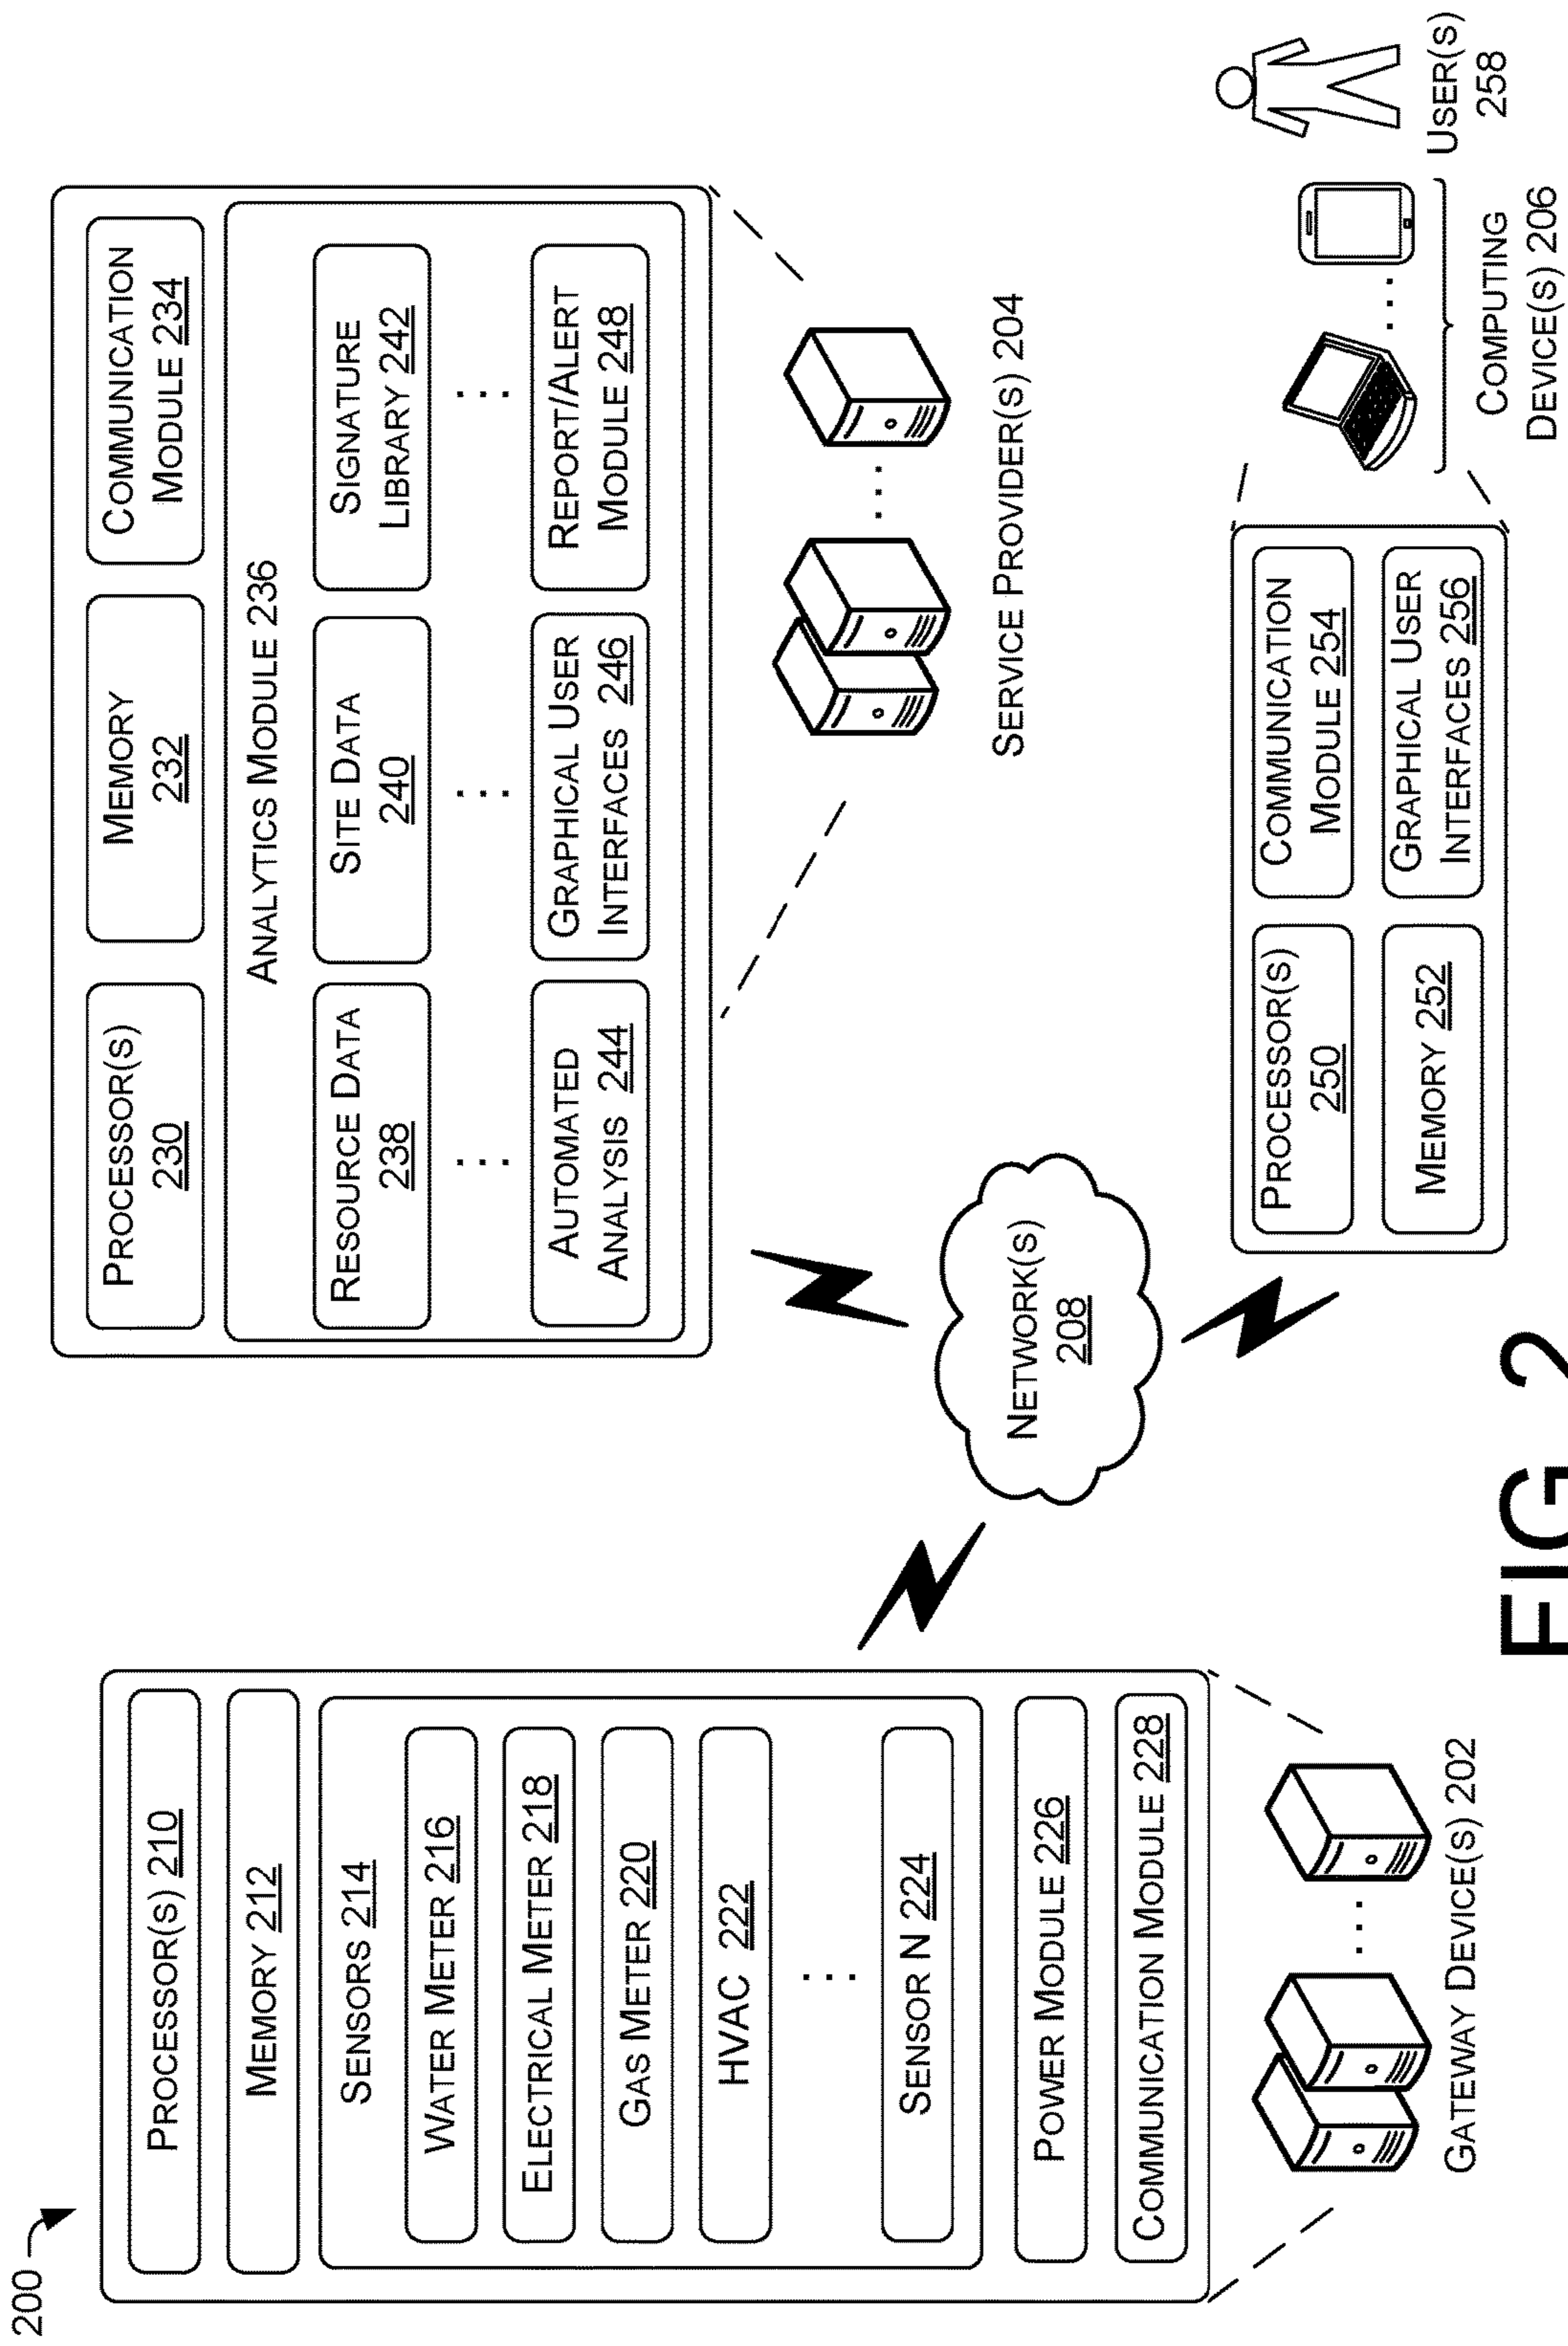 200
PROCESSOR(S) 210
MEMORY 212
SENSORS 214
WATER METER 216
ELECTRICAL METER 218
GAS METER 220
HVAC 222
...
SENSOR N 224
POWER MODULE 226
COMMUNICATION MODULE 228
GATEWAY DEVICE(S) 202
...
PROCESSOR(S)
230
MEMORY
232
COMMUNICATION
MODULE 234
ANALYTICS MODULE 236
RESOURCE DATA
238
SITE DATA
240
SIGNATURE
LIBRARY 242
...
...
...
AUTOMATED
ANALYSIS 244
GRAPHICAL USER
INTERFACES 246
REPORT/ALERT
MODULE 248
...
SERVICE PROVIDER(S) 204
NETWORK(S)
208
PROCESSOR(S)
250
COMMUNICATION
MODULE 254
MEMORY 252
GRAPHICAL USER
INTERFACES 256
...
COMPUTING
DEVICE(S) 206
USER(S)
258
FIG. 2